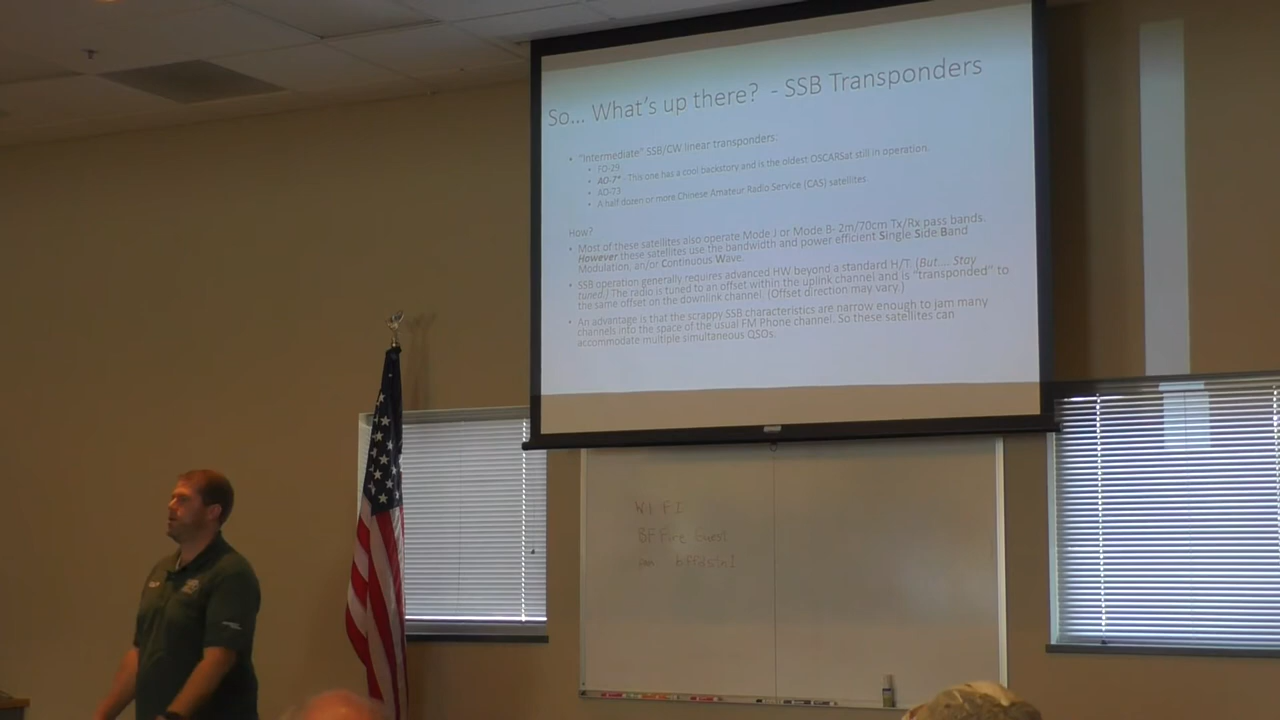 So... What's up there? - SSB Transponders
• "Intermediate" SSB/CW linear transponders:
• FO-29
• AO-7* - This one has a cool backstory and is the oldest OSCARSat still in operation.
• AO-73
• A half dozen or more Chinese Amateur Radio Service (CAS) satellites.
How?
• Most of these satellites also operate Mode J or Mode B- 2m/70cm Tx/Rx pass bands.
However these satellites use the bandwidth and power efficient Single Side Band
Modulation, an/or Continuous Wave.
• SSB operation generally requires advanced HW beyond a standard H/T. (But.... Stay
tuned.) The radio is tuned to an offset within the uplink channel and is "transponded" to
the same offset on the downlink channel. (Offset direction may vary.)
• An advantage is that the scrappy SSB characteristics are narrow enough to jam many
channels into the space of the usual FM Phone channel. So these satellites can
accommodate multiple simultaneous QSOs.
WI FI
BF Fire Guest